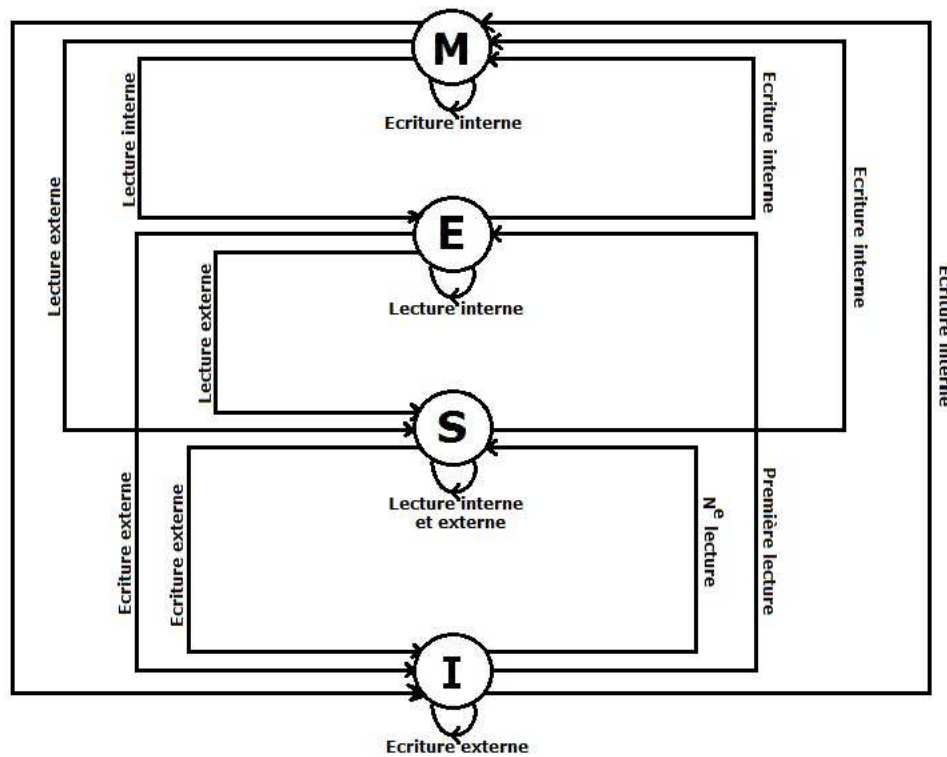 M
Ecriture interne
Lecture interne
Ecriture interne
Lecture externe
Ecriture interne
Ecriture interne
E
Lecture interne
Lecture externe
S
Lecture interne
et externe
Ecriture externe
Ecriture externe
Nᵉ lecture
Première lecture
I
Ecriture externe